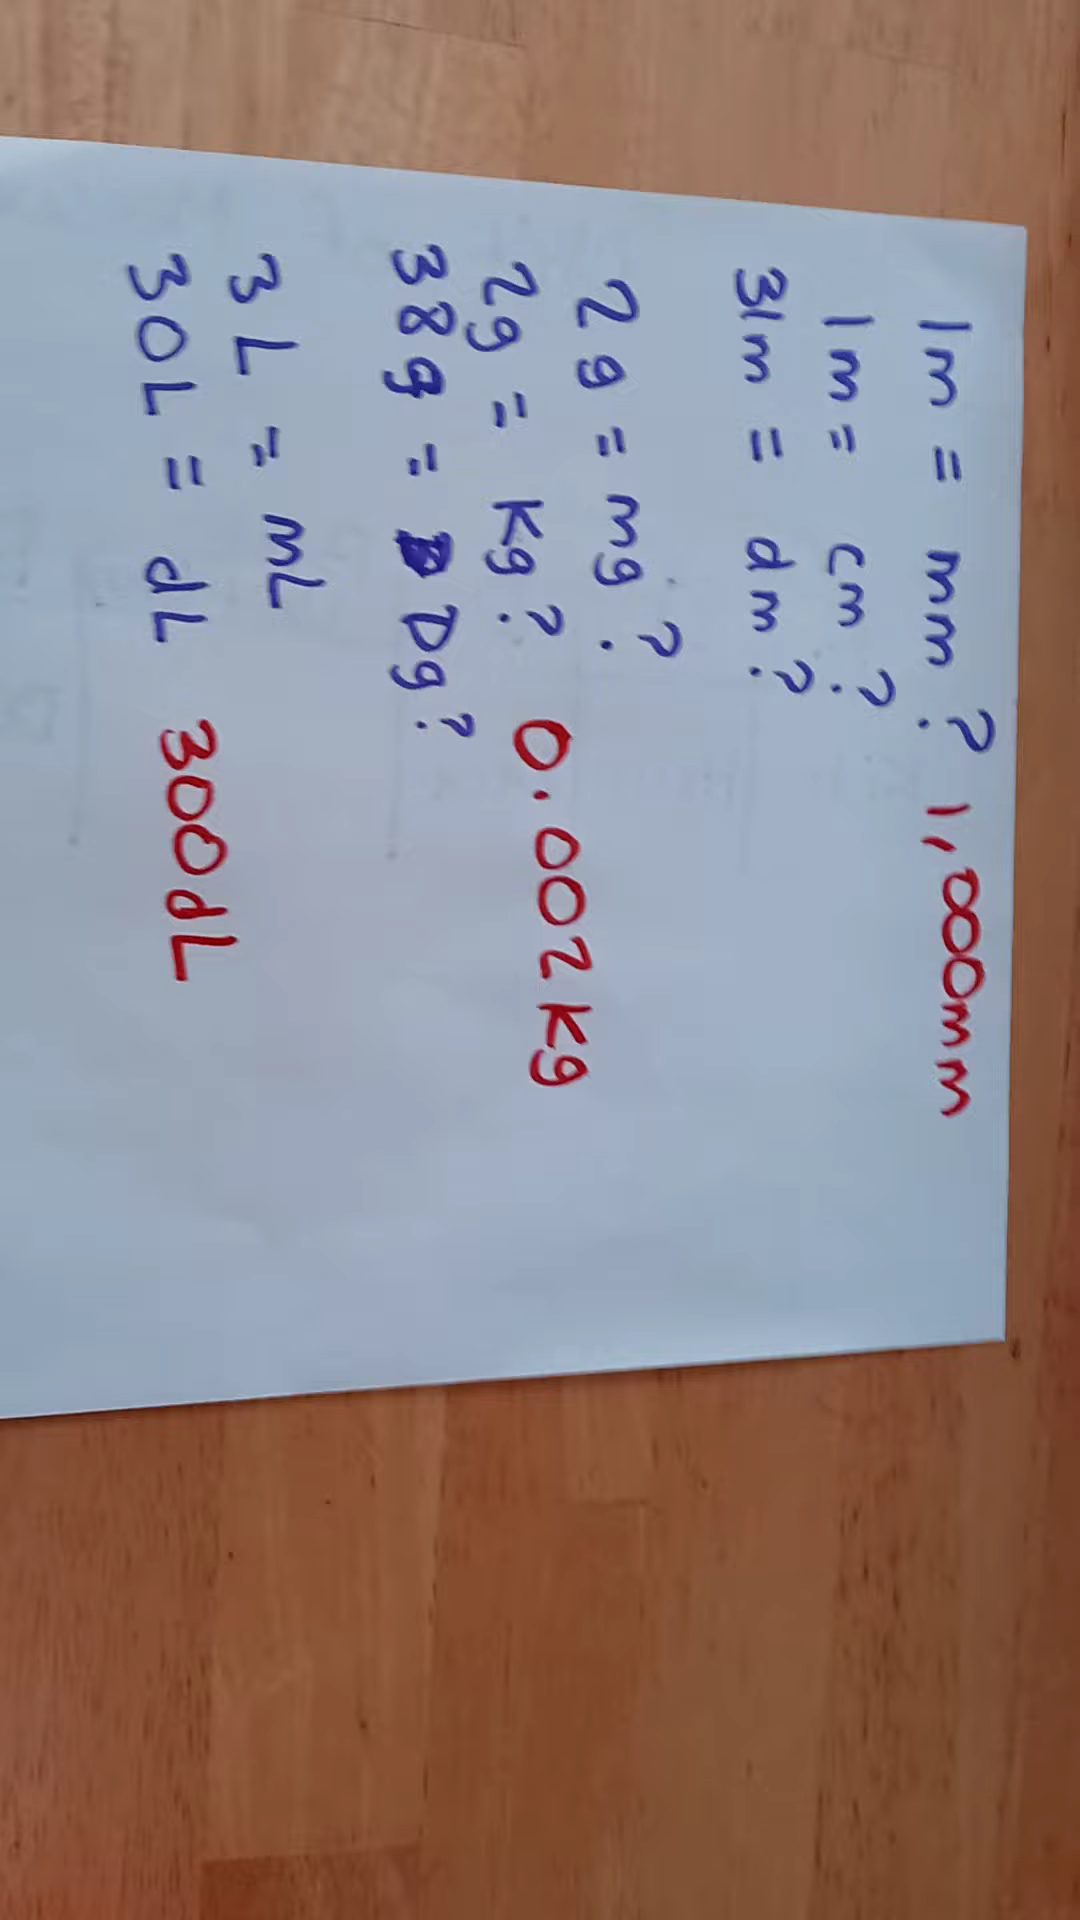 1m = mm? 1,000mm
1m = cm?
31m = dm?
2g = mg?
2g = kg? 0.002kg
38g = Dg?
3L = mL
30L = dL 300dL